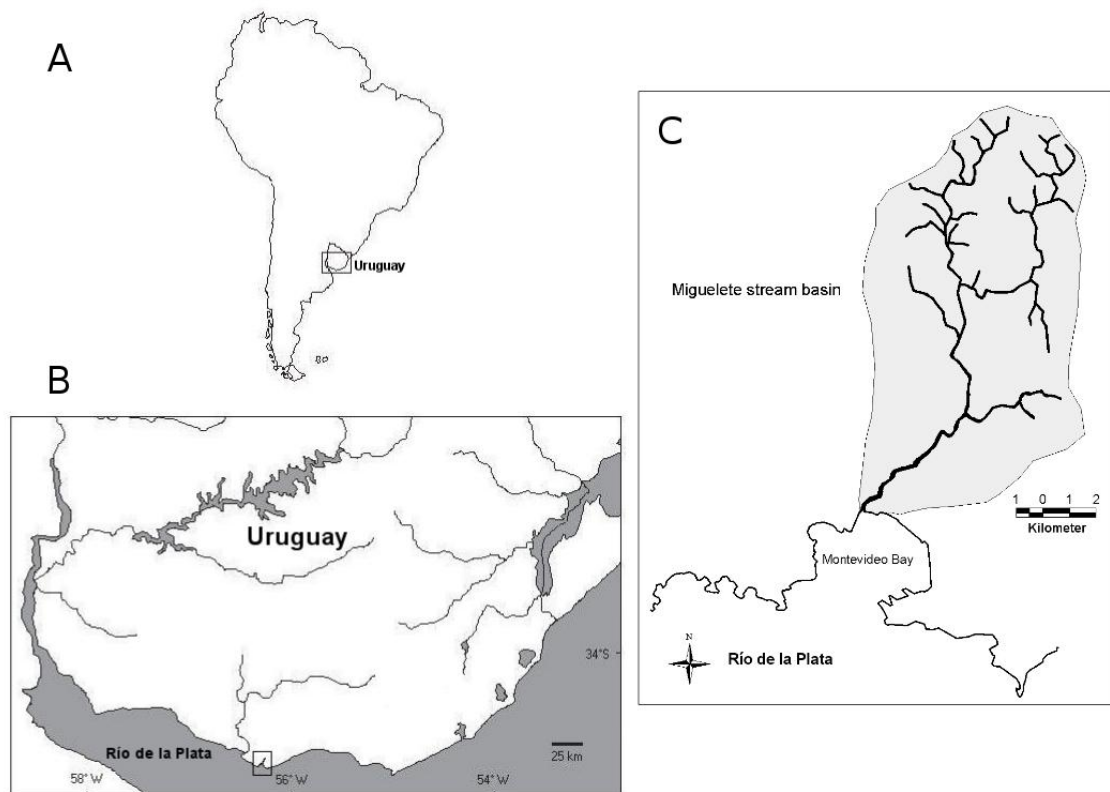 A
Uruguay
B
Uruguay
34°S
Río de la Plata
25 km
58° W
56° W
54° W
C
Miguelete stream basin
1 0 1 2
Kilometer
Montevideo Bay
N
Río de la Plata